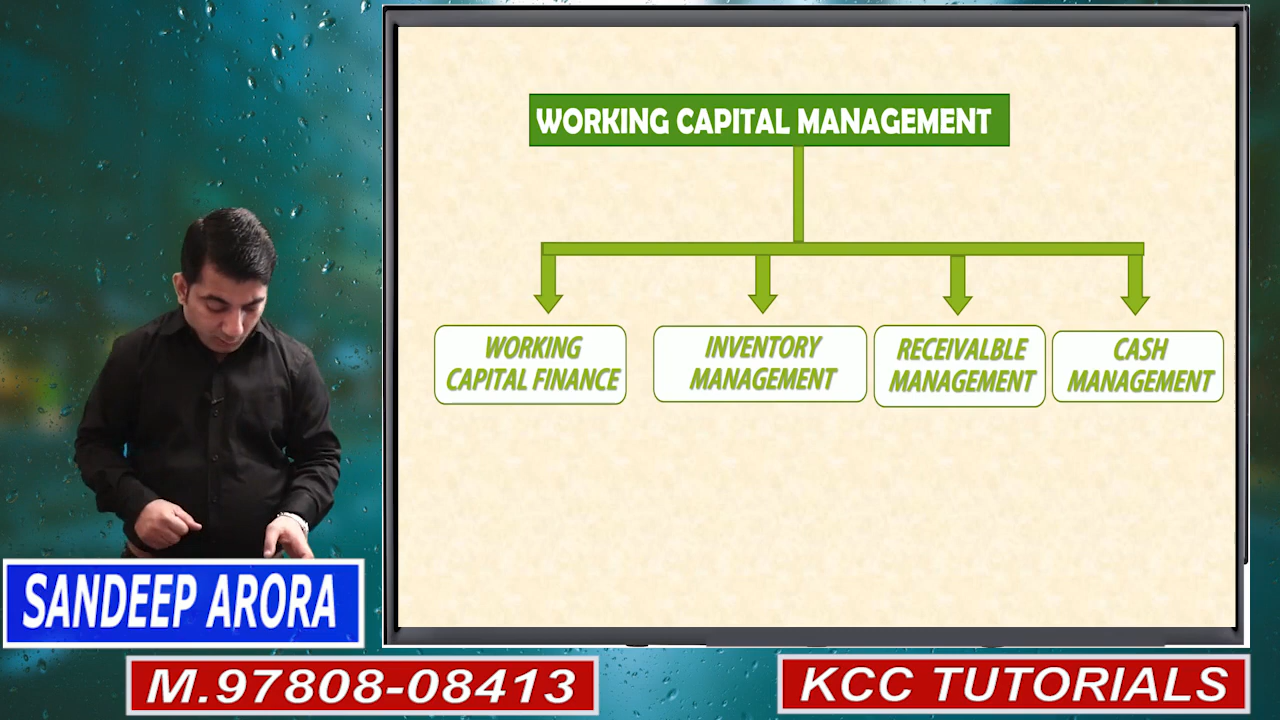 WORKING CAPITAL MANAGEMENT
WORKING
CAPITAL FINANCE
INVENTORY
MANAGEMENT
RECEIVALBLE
MANAGEMENT
CASH
MANAGEMENT
SANDEEP ARORA
M.97808-08413
KCC TUTORIALS